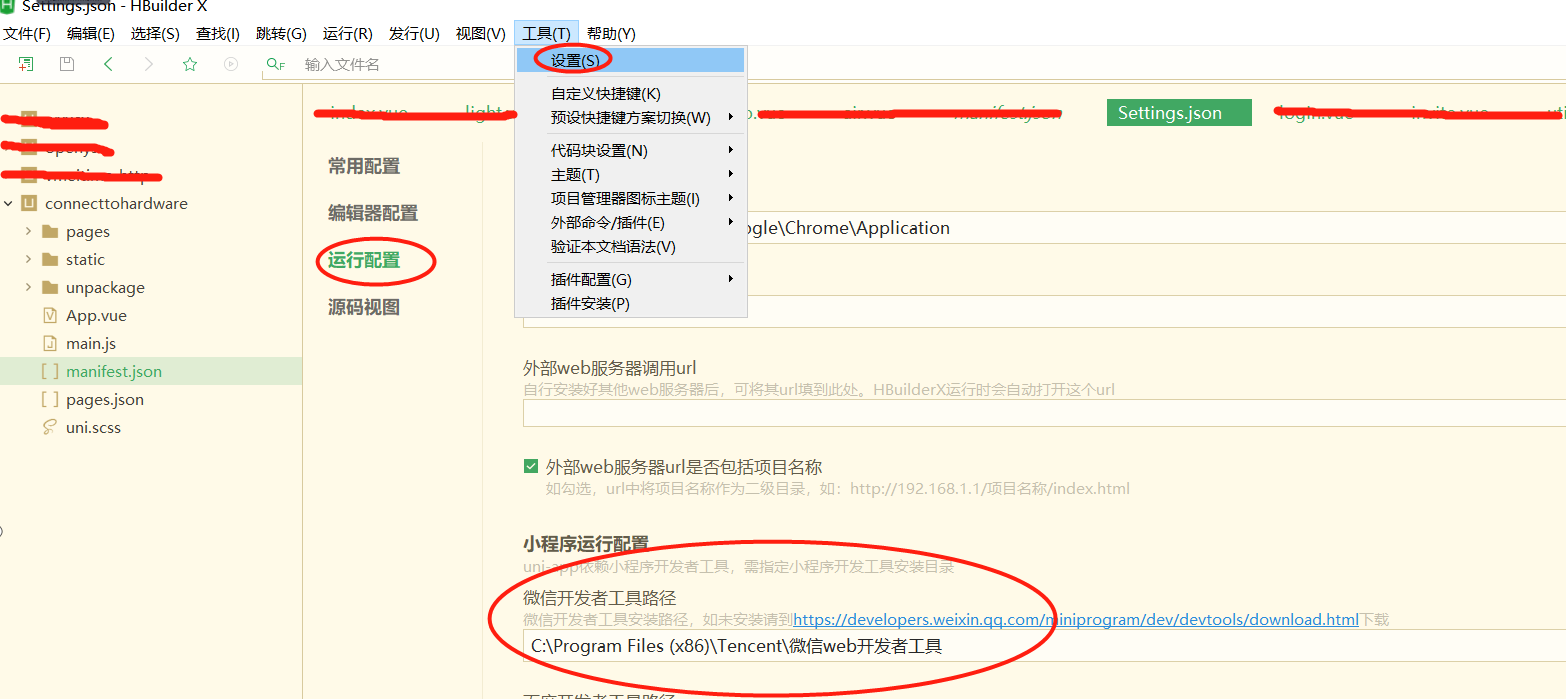 Settings.json - HBuilder X
文件(F) 编辑(E) 选择(S) 查找(I) 跳转(G) 运行(R) 发行(U) 视图(V) 工具(T) 帮助(Y)
输入文件名
设置(S)
自定义快捷键(K)
预设快捷键方案切换(W)
代码块设置(N)
主题(T)
项目管理器图标主题(I)
外部命令/插件(E)
验证本文档语法(V)
插件配置(G)
插件安装(P)
index.vue manifest.json Settings.json login.vue invite.vue
connecttohardware
pages
static
unpackage
App.vue
main.js
manifest.json
pages.json
uni.scss
常用配置
编辑器配置
运行配置
源码视图
ogle\Chrome\Application
外部web服务器调用url
自行安装好其他web服务器后，可将其url填到此处。HBuilderX运行时会自动打开这个url
外部web服务器url是否包括项目名称
如勾选，url中将项目名称作为二级目录，如：http://192.168.1.1/项目名称/index.html
小程序运行配置
uni-app依赖小程序开发者工具，需指定小程序开发工具安装目录
微信开发者工具路径
微信开发者工具安装路径，如未安装请到https://developers.weixin.qq.com/miniprogram/dev/devtools/download.html下载
C:\Program Files (x86)\Tencent\微信web开发者工具